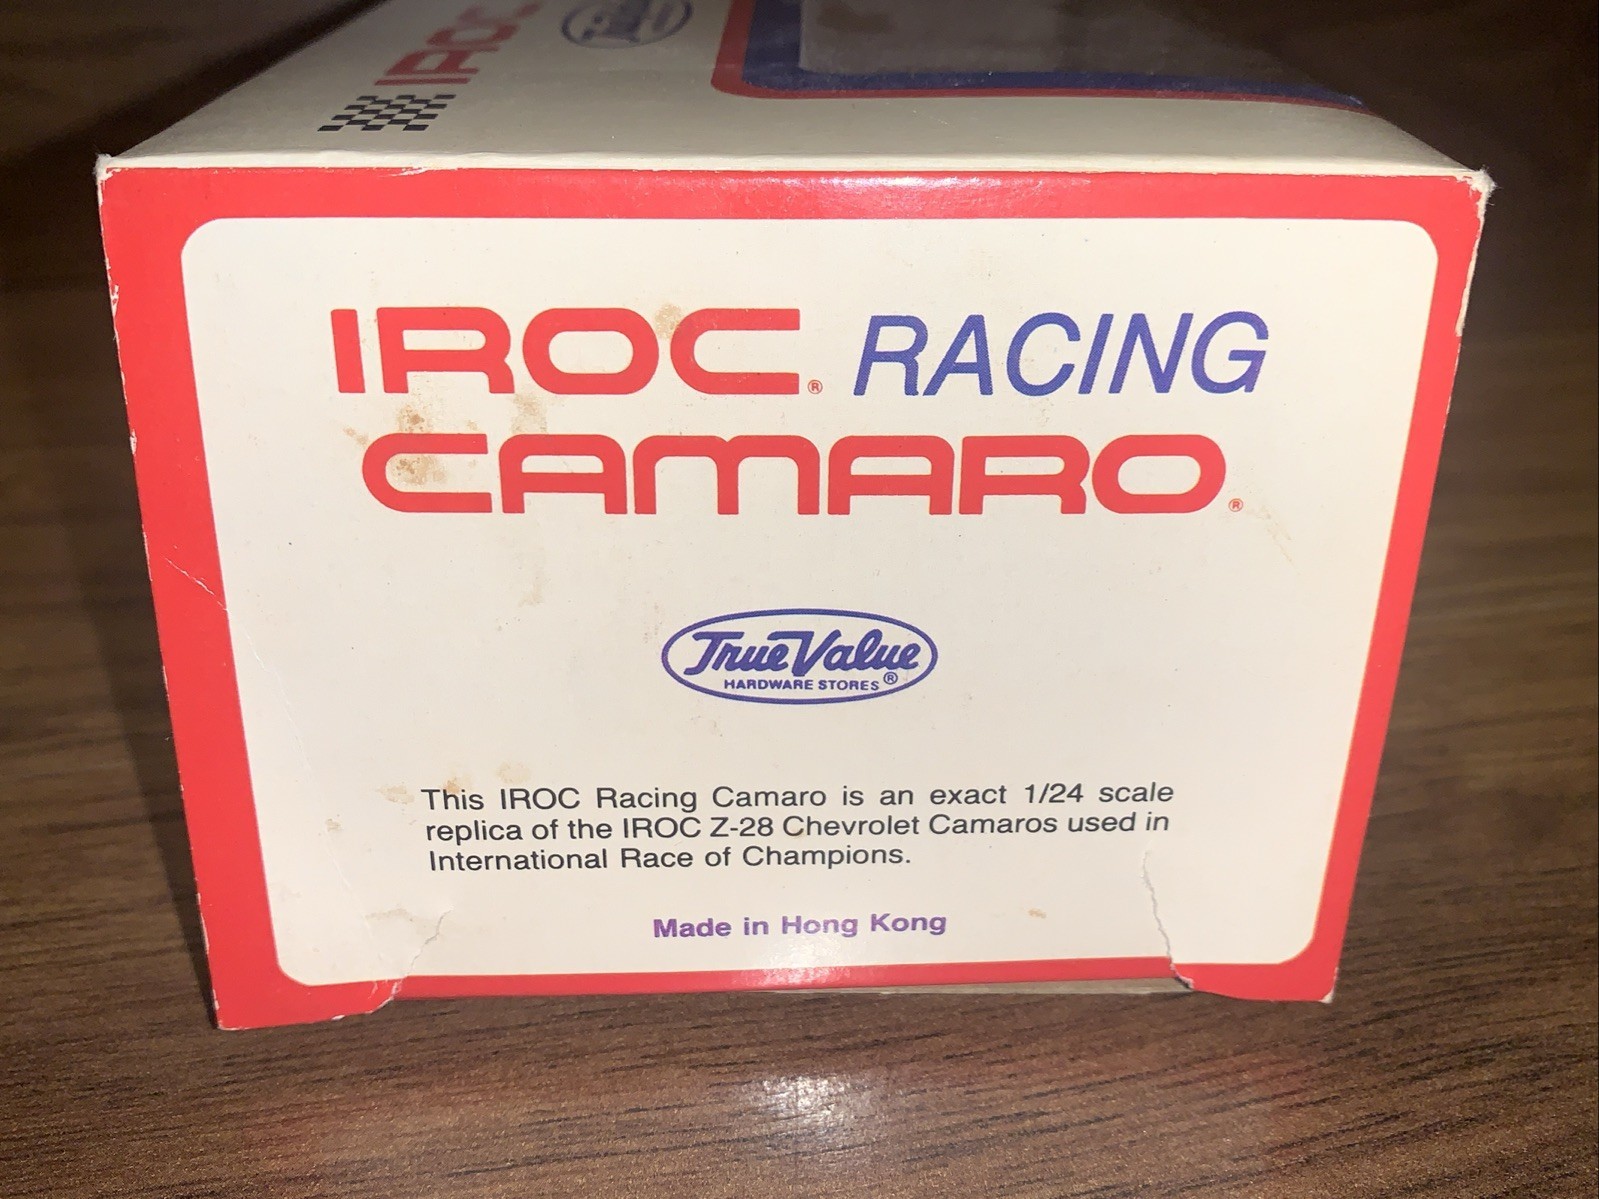 IROC
IROC® RACING
CAMARO®
True Value
HARDWARE STORES®
This IROC Racing Camaro is an exact 1/24 scale
replica of the IROC Z-28 Chevrolet Camaros used in
International Race of Champions.
Made in Hong Kong